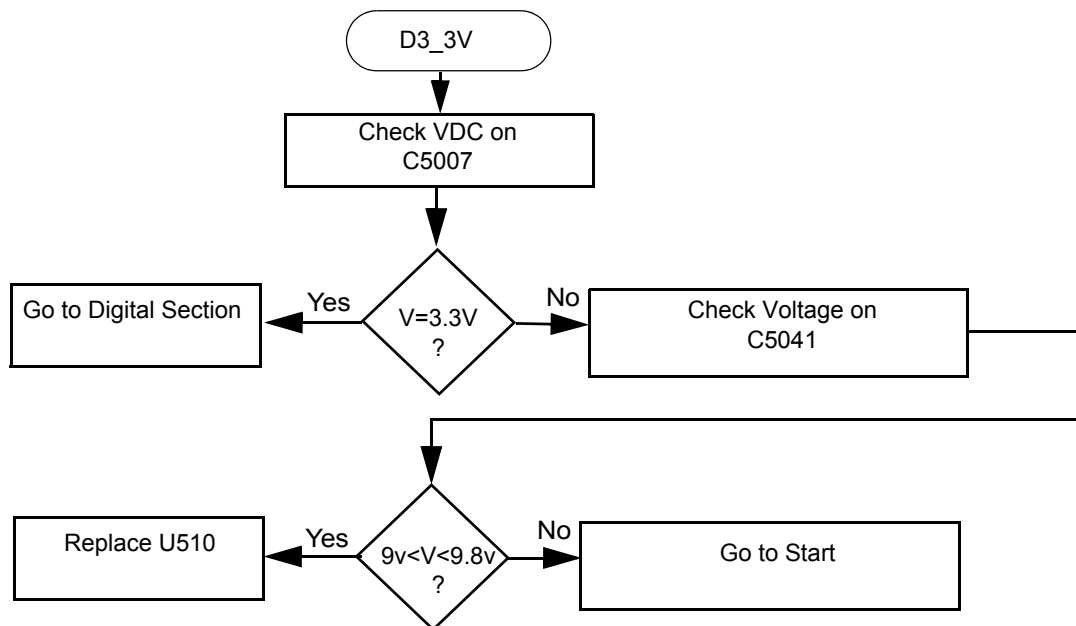 D3_3V
Check VDC on
C5007
Go to Digital Section
Yes
V=3.3V
?
No
Check Voltage on
C5041
Replace U510
Yes
9v<V<9.8v
?
No
Go to Start